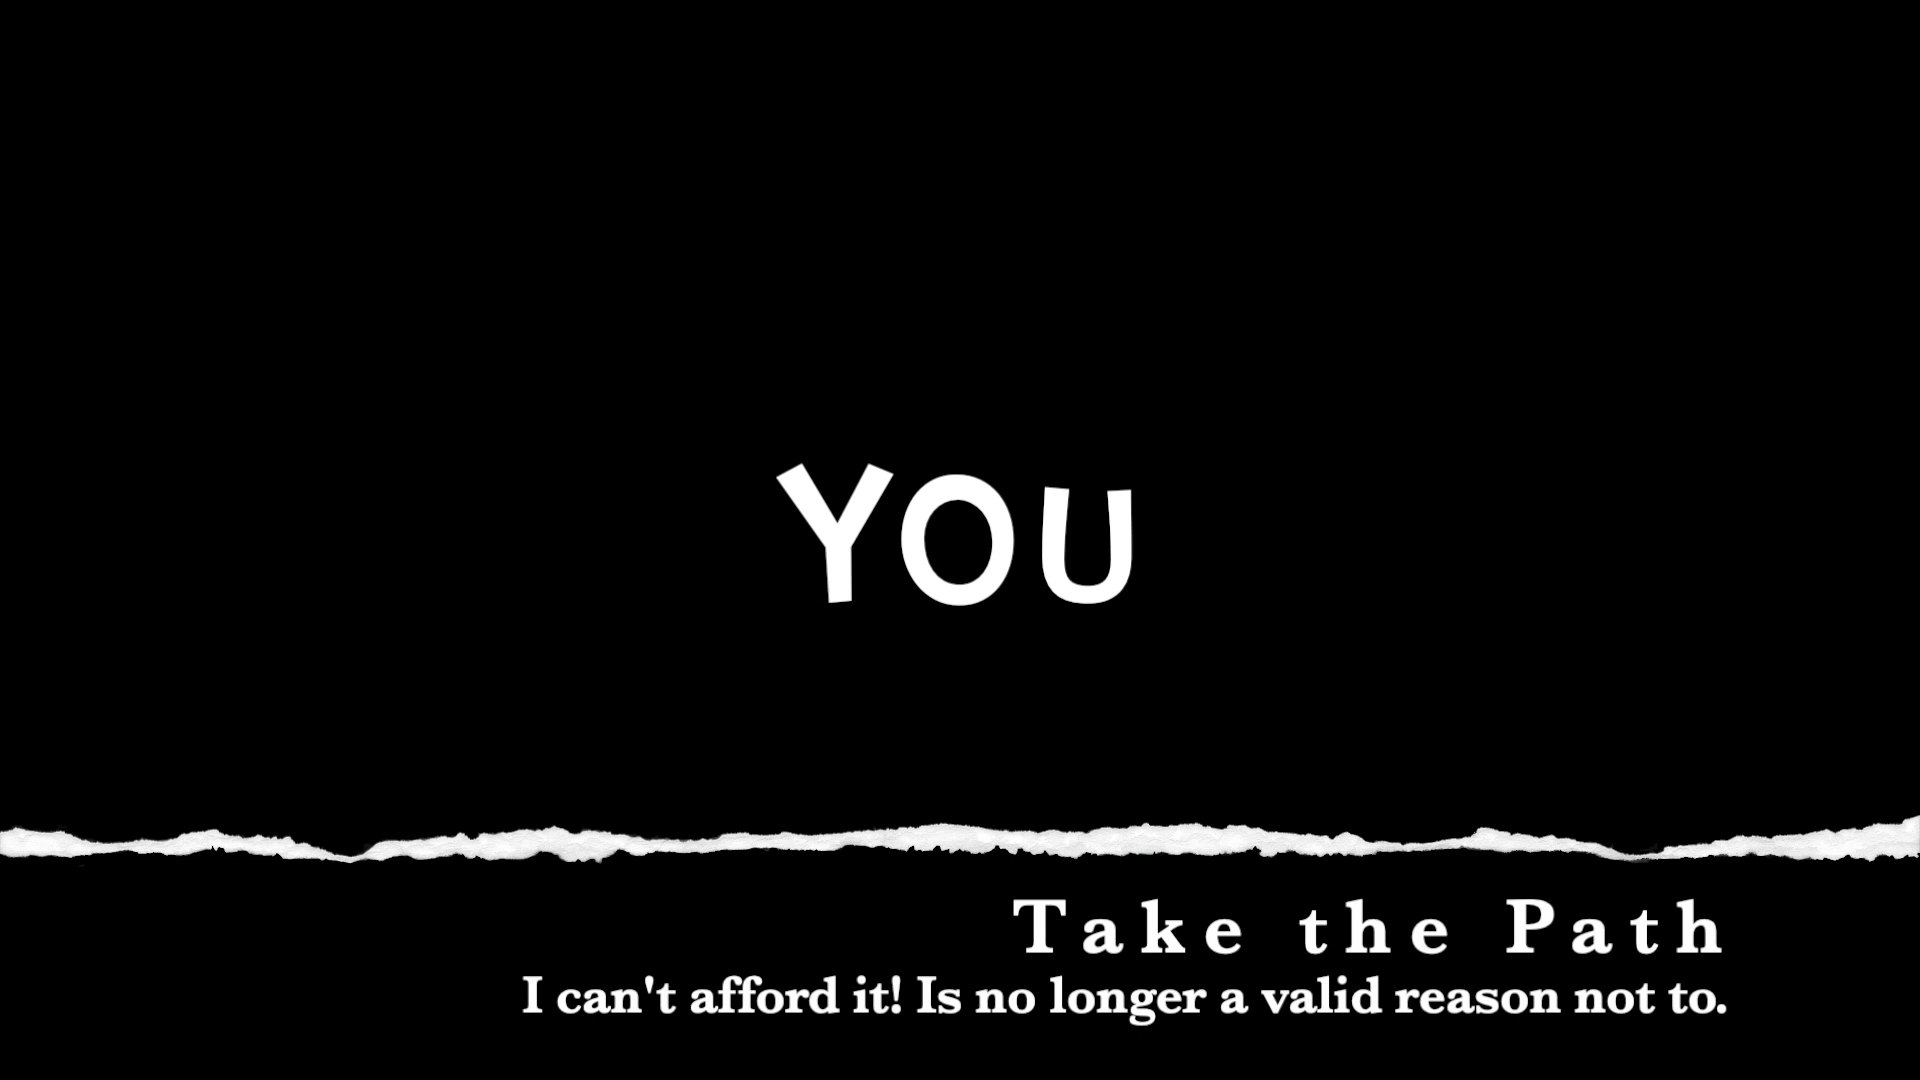 YOU
Take the Path
I can't afford it! Is no longer a valid reason not to.